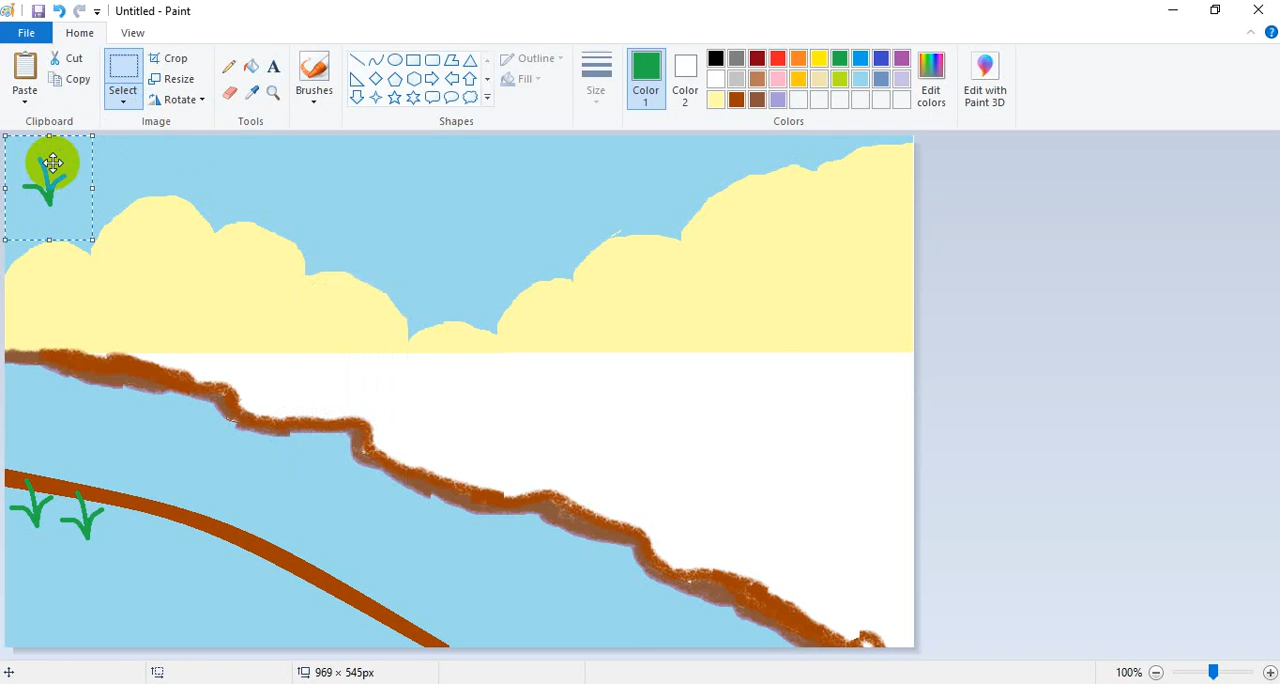 Untitled - Paint
File Home View
Paste
Cut
Copy
Clipboard
Select
Crop
Resize
Rotate
Image
A
Tools
Brushes
Shapes
Outline
Fill
Size
Color 1
Color 2
Edit colors
Colors
Edit with Paint 3D
969 × 545px
100%